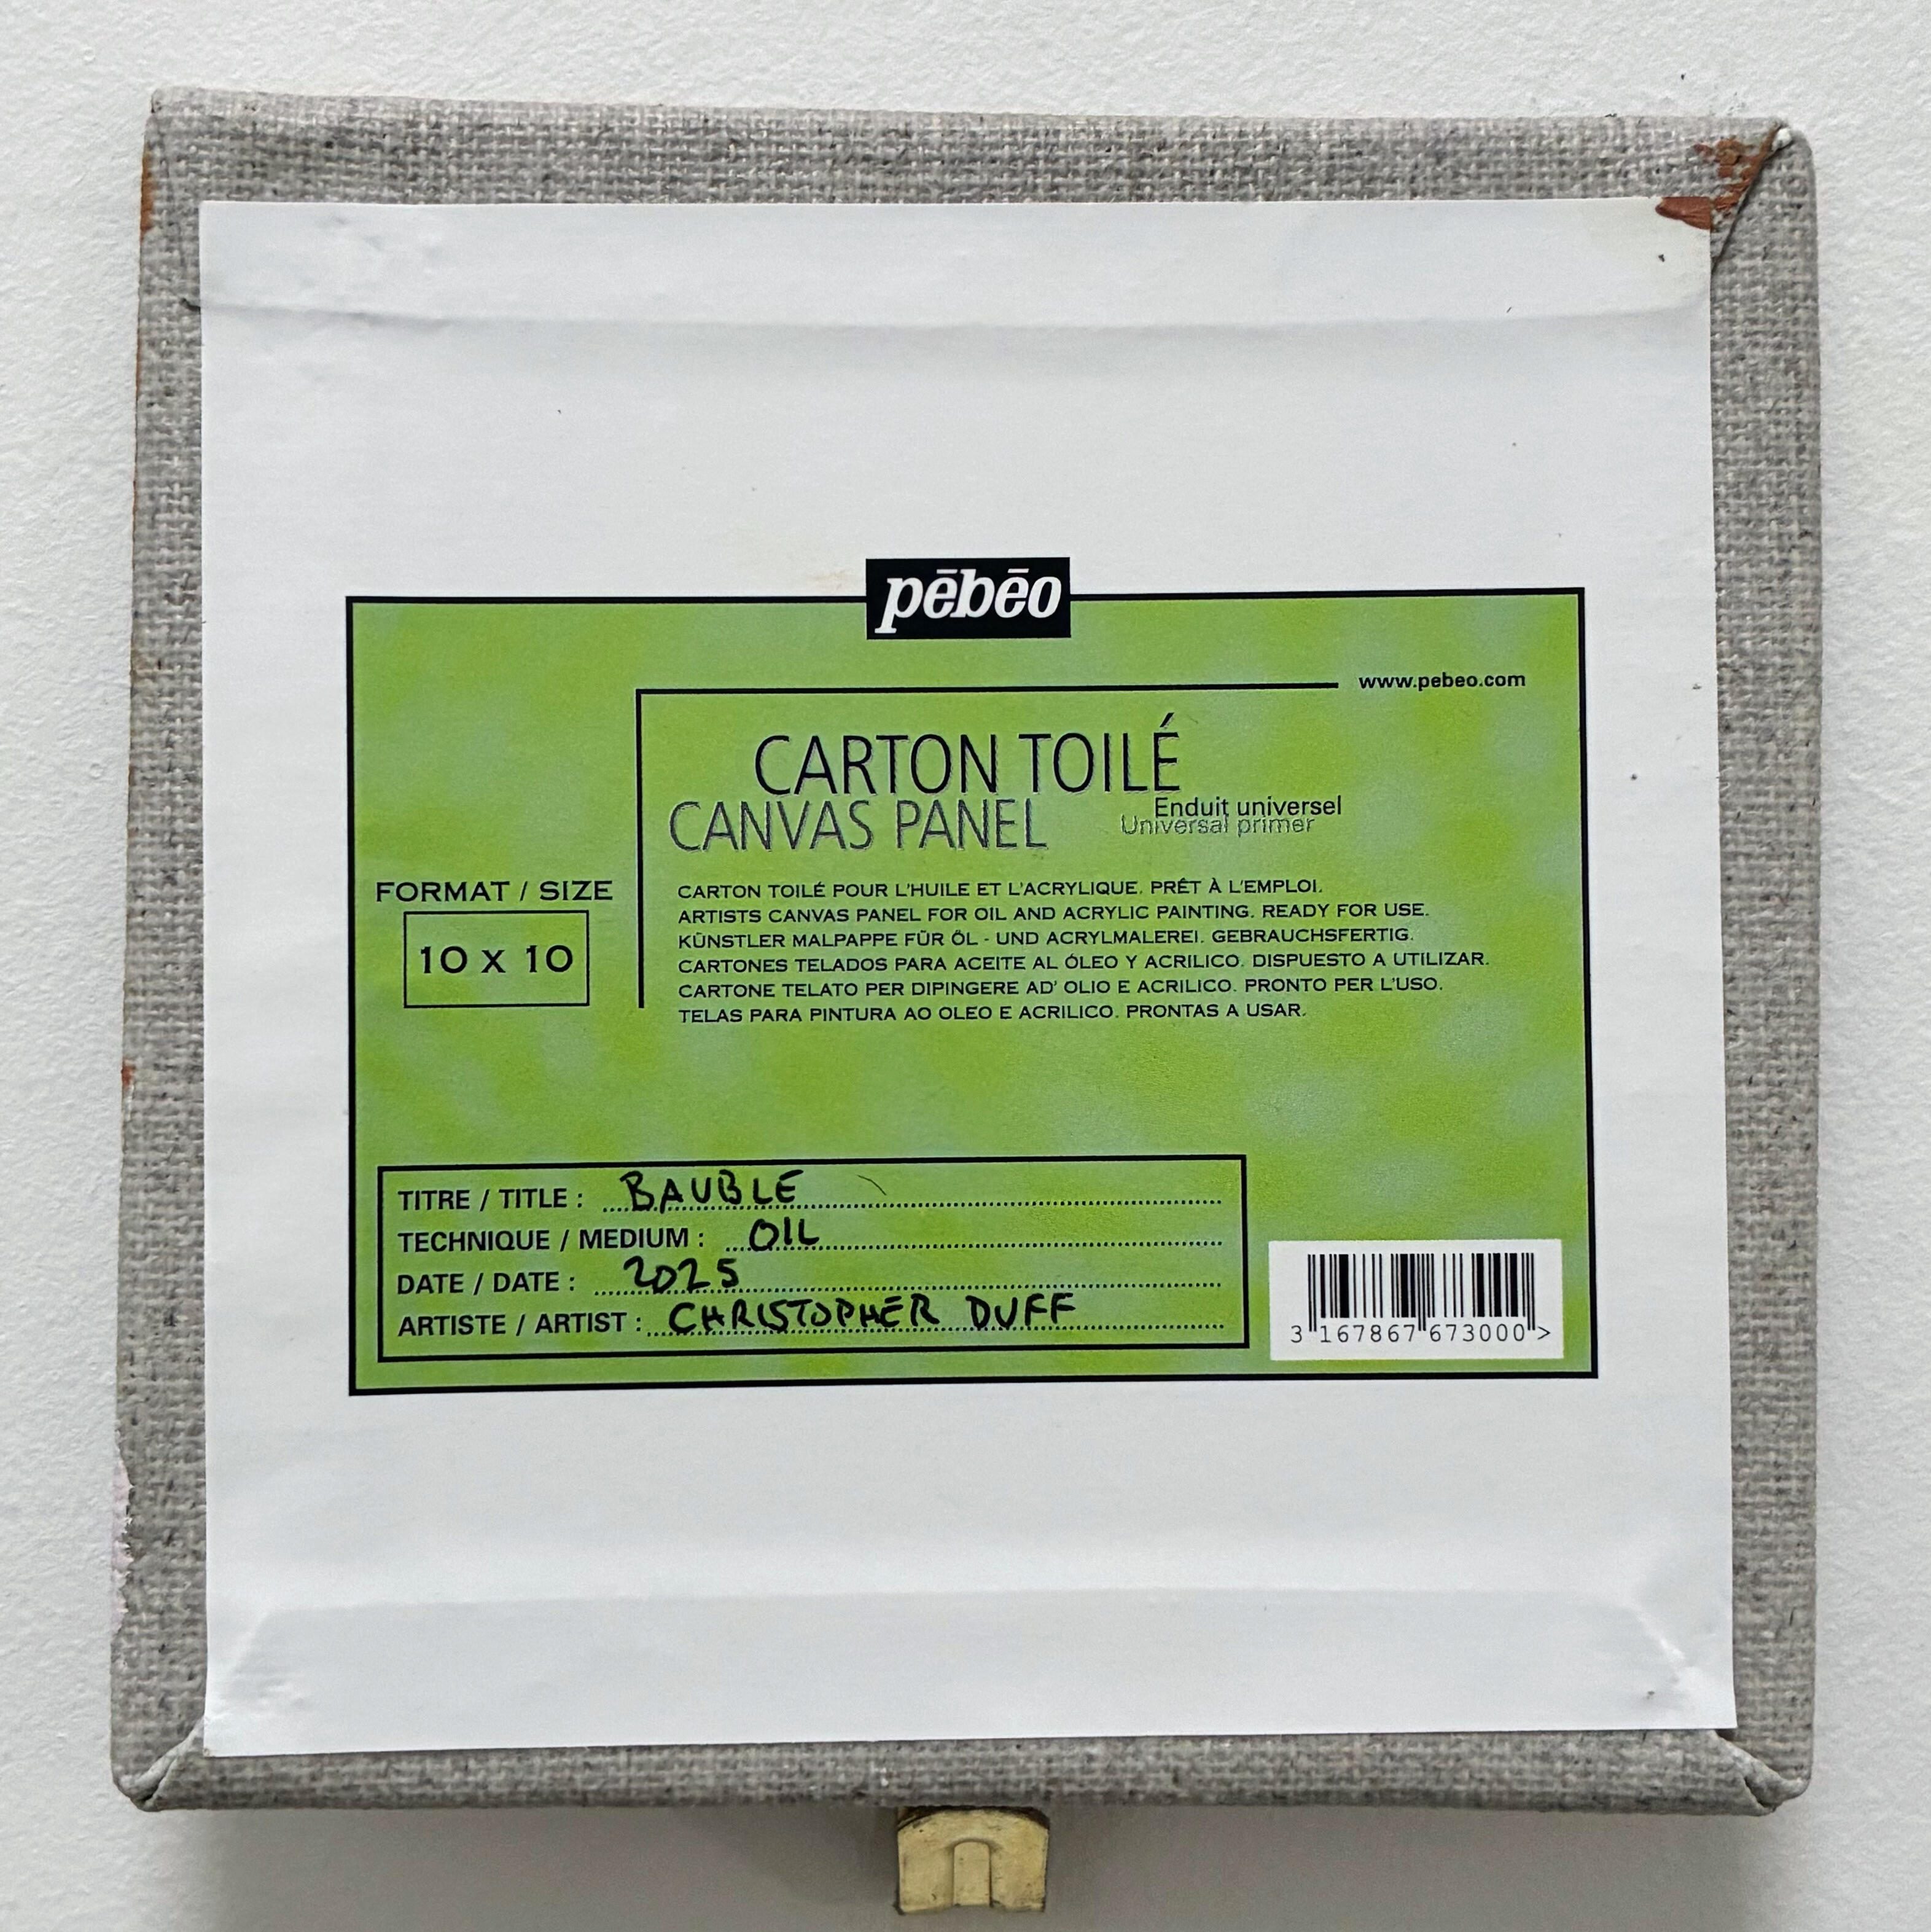 pēbēo
www.pebeo.com
CARTON TOILÉ
CANVAS PANEL
Enduit universel
Universal primer
FORMAT / SIZE
10 x 10
CARTON TOILÉ POUR L'HUILE ET L'ACRYLIQUE. PRÊT À L'EMPLOI.
ARTISTS CANVAS PANEL FOR OIL AND ACRYLIC PAINTING. READY FOR USE.
KÜNSTLER MALPAPPE FÜR ÖL - UND ACRYLMALEREI. GEBRAUCHSFERTIG.
CARTONES TELADOS PARA ACEITE AL ÓLEO Y ACRILICO. DISPUESTO A UTILIZAR.
CARTONE TELATO PER DIPINGERE AD' OLIO E ACRILICO. PRONTO PER L'USO.
TELAS PARA PINTURA AO OLEO E ACRILICO. PRONTAS A USAR.
TITRE / TITLE : BAUBLE
TECHNIQUE / MEDIUM : OIL
DATE / DATE : 2025
ARTISTE / ARTIST : CHRISTOPHER DUFF
3 167867 673000 >